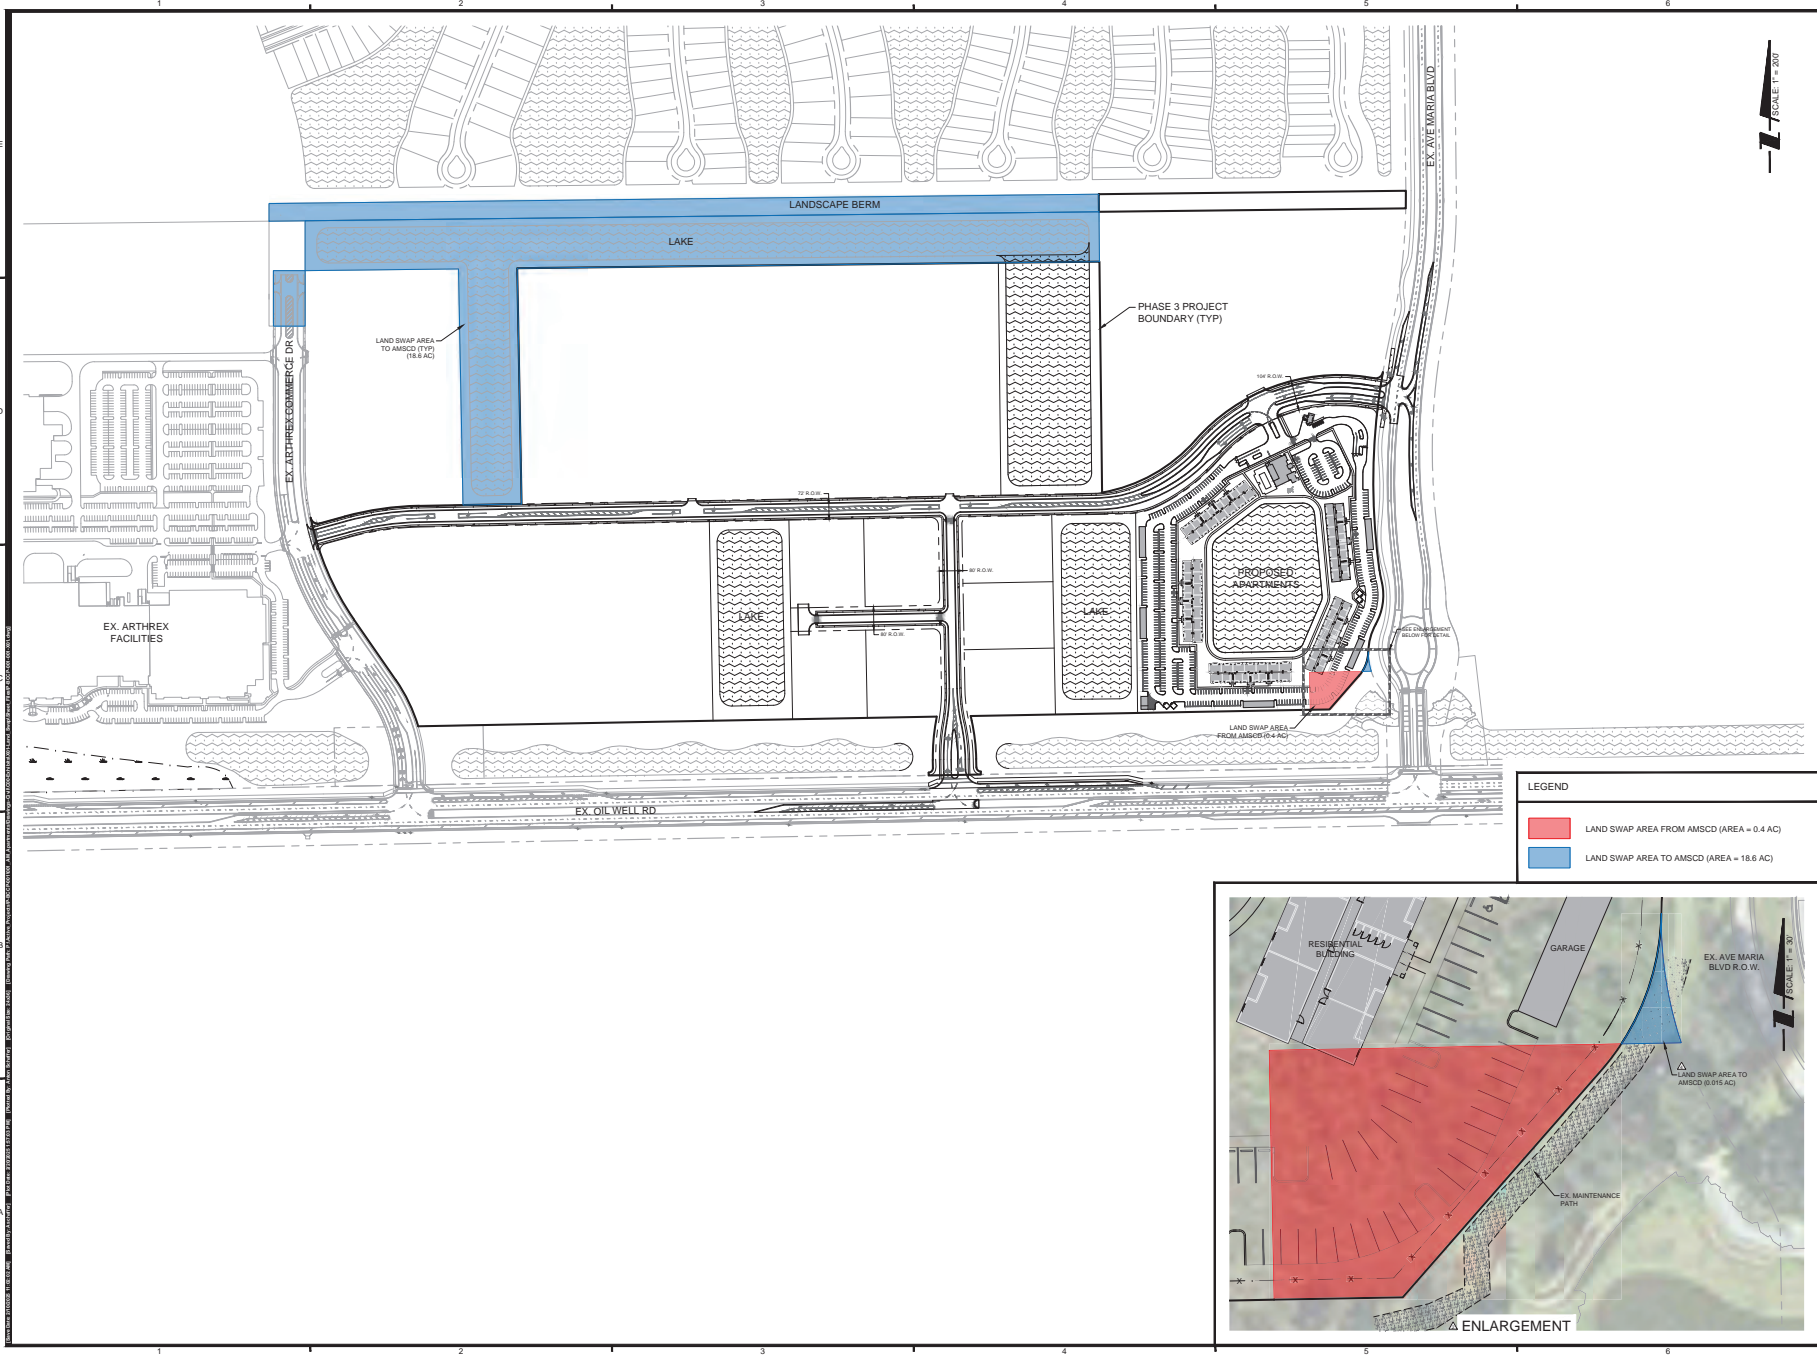 1 2 3 4 5 6
EX. AVE MARIA BLVD
SCALE: 1" = 200'
LANDSCAPE BERM
LAKE
PHASE 3 PROJECT
BOUNDARY (TYP)
LAND SWAP AREA
TO AMSCD (TYP)
(18.6 AC)
EX. ARTHREX COMMERCE DR
104' R.O.W.
72' R.O.W.
80' R.O.W.
PROPOSED
APARTMENTS
LAKE
LAKE
80' R.O.W.
EX. ARTHREX
FACILITIES
SEE ENLARGEMENT
BELOW FOR DETAIL
LAND SWAP AREA
FROM AMSCD (0.4 AC)
EX. OIL WELL RD
LEGEND
LAND SWAP AREA FROM AMSCD (AREA = 0.4 AC)
LAND SWAP AREA TO AMSCD (AREA = 18.6 AC)
RESIDENTIAL
BUILDING
GARAGE
EX. AVE MARIA
BLVD R.O.W.
SCALE: 1" = 30'
LAND SWAP AREA TO
AMSCD (0.015 AC)
EX. MAINTENANCE
PATH
ENLARGEMENT
1 2 3 4 5 6